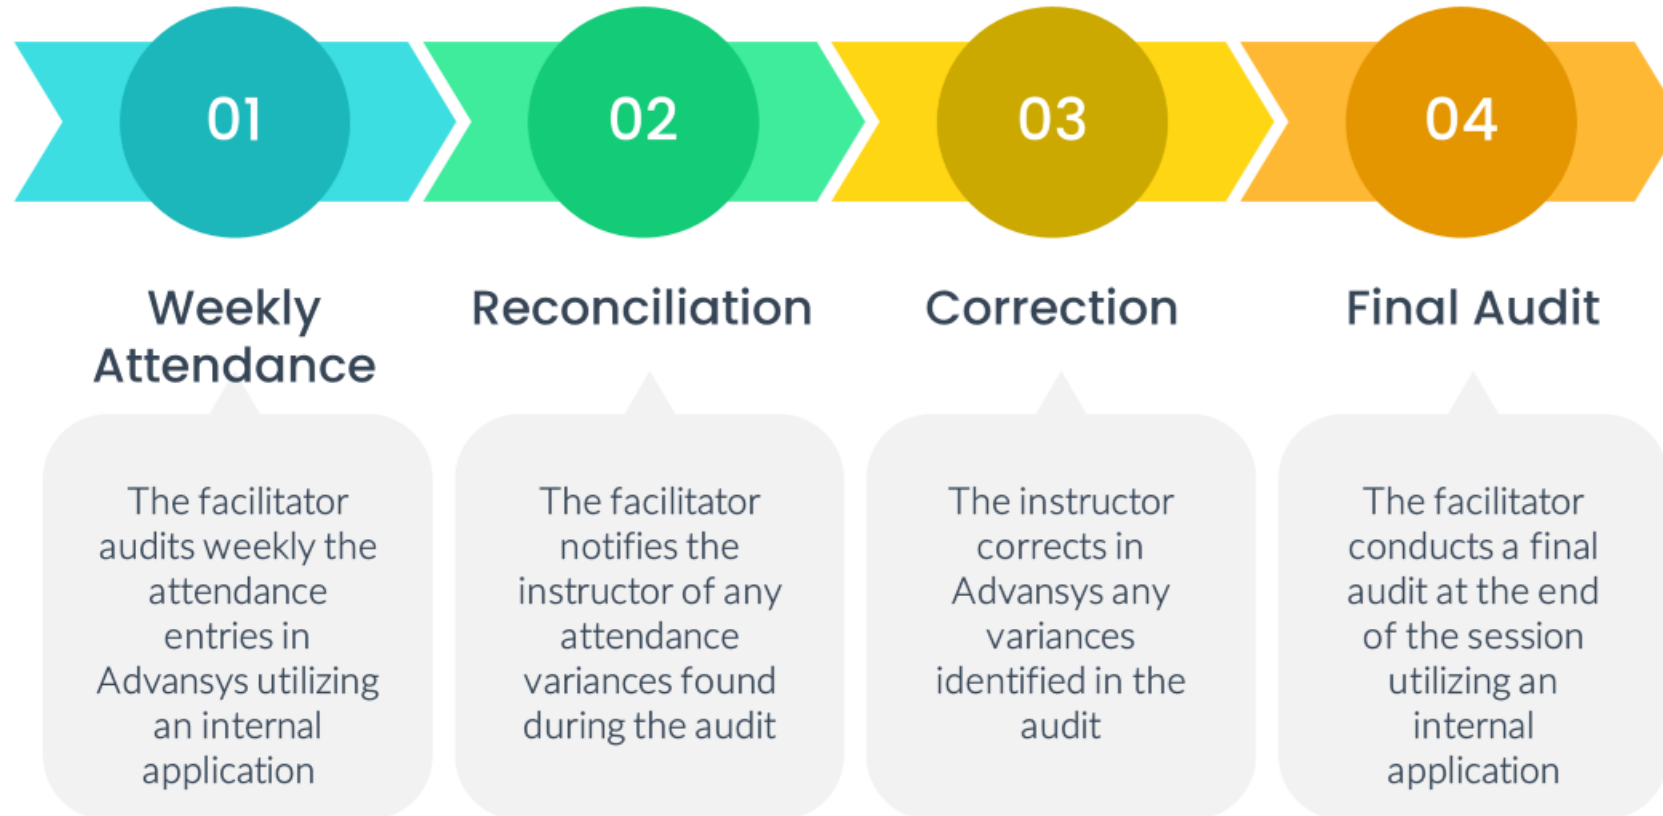 01
02
03
04
Weekly
Attendance
The facilitator
audits weekly the
attendance
entries in
Advansys utilizing
an internal
application
Reconciliation
The facilitator
notifies the
instructor of any
attendance
variances found
during the audit
Correction
The instructor
corrects in
Advansys any
variances
identified in the
audit
Final Audit
The facilitator
conducts a final
audit at the end
of the session
utilizing an
internal
application